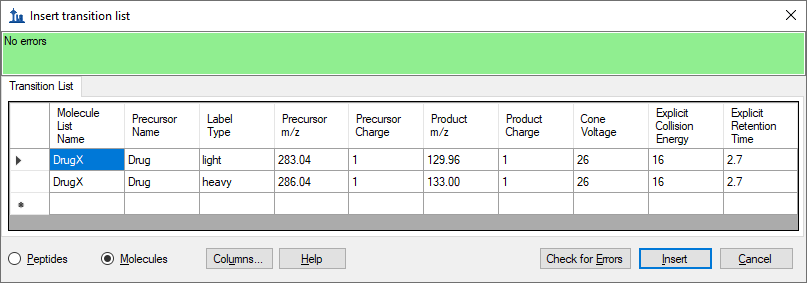 Insert transition list
No errors
Transition List
Molecule List Name Precursor Name Label Type Precursor m/z Precursor Charge Product m/z Product Charge Cone Voltage Explicit Collision Energy Explicit Retention Time
DrugX Drug light 283.04 1 129.96 1 26 16 2.7
DrugX Drug heavy 286.04 1 133.00 1 26 16 2.7
Peptides Molecules Columns... Help Check for Errors Insert Cancel